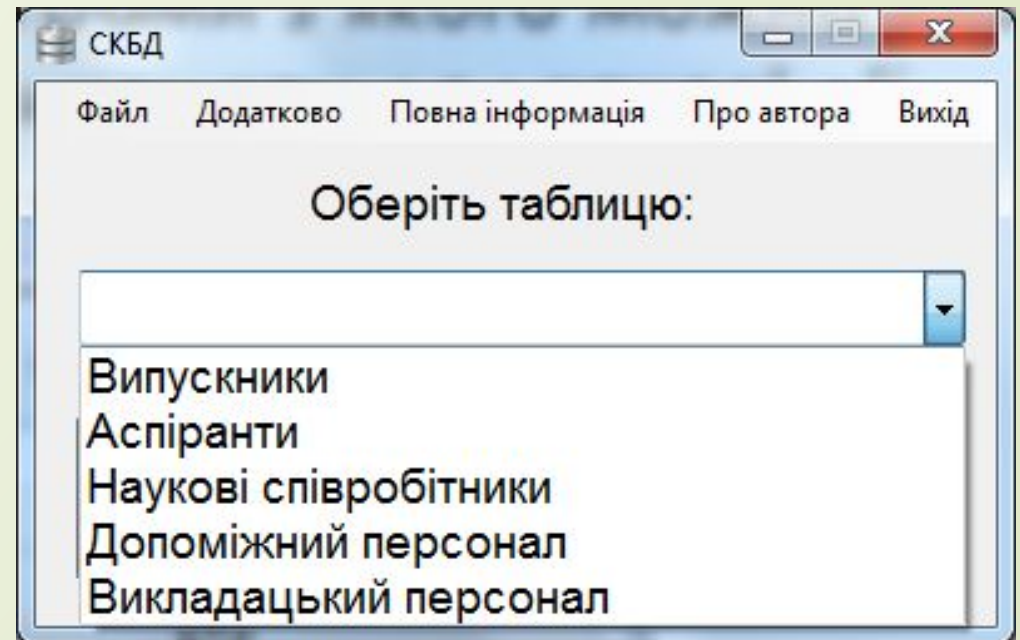 СКБД
Файл Додатково Повна інформація Про автора Вихід
Оберіть таблицю:
Випускники
Аспіранти
Наукові співробітники
Допоміжний персонал
Викладацький персонал